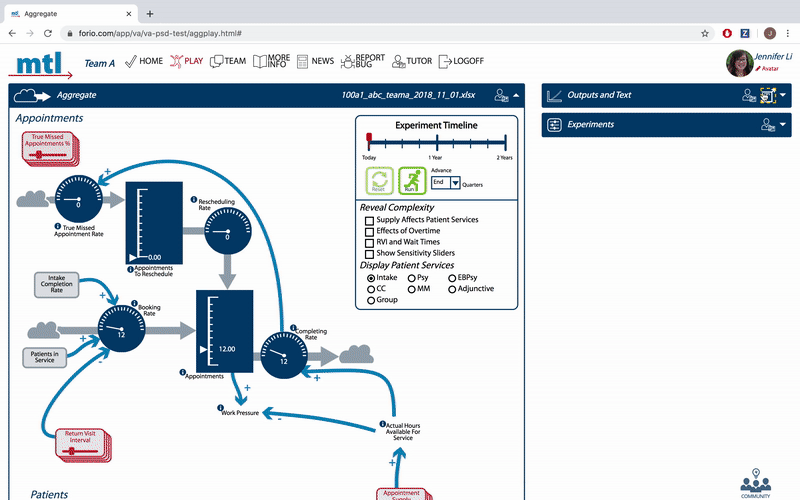 Aggregate
forio.com/app/va/va-psd-test/aggplay.html#
J
mtl
Team A
HOME
PLAY
TEAM
MORE
INFO
NEWS
REPORT
BUG
TUTOR
LOGOFF
Jennifer Li
Avatar
Aggregate
100a1_abc_teama_2018_11_01.xlsx
Outputs and Text
Experiments
Appointments
True Missed
Appointments %
0
True Missed
Appointment Rate
0.00
Appointments
To Reschedule
Rescheduling
Rate
0
Intake
Completion
Rate
Booking
Rate
12
Patients in
Service
12.00
Appointments
Completing
Rate
12
Work Pressure
Actual Hours
Available For
Service
Return Visit
Interval
Appointment
Supply
Patients
Experiment Timeline
Today
1 Year
2 Years
Reset
Run
Advance
End
Quarters
Reveal Complexity
Supply Affects Patient Services
Effects of Overtime
RVI and Wait Times
Show Sensitivity Sliders
Display Patient Services
Intake
Psy
EBPsy
CC
MM
Adjunctive
Group
COMMUNITY